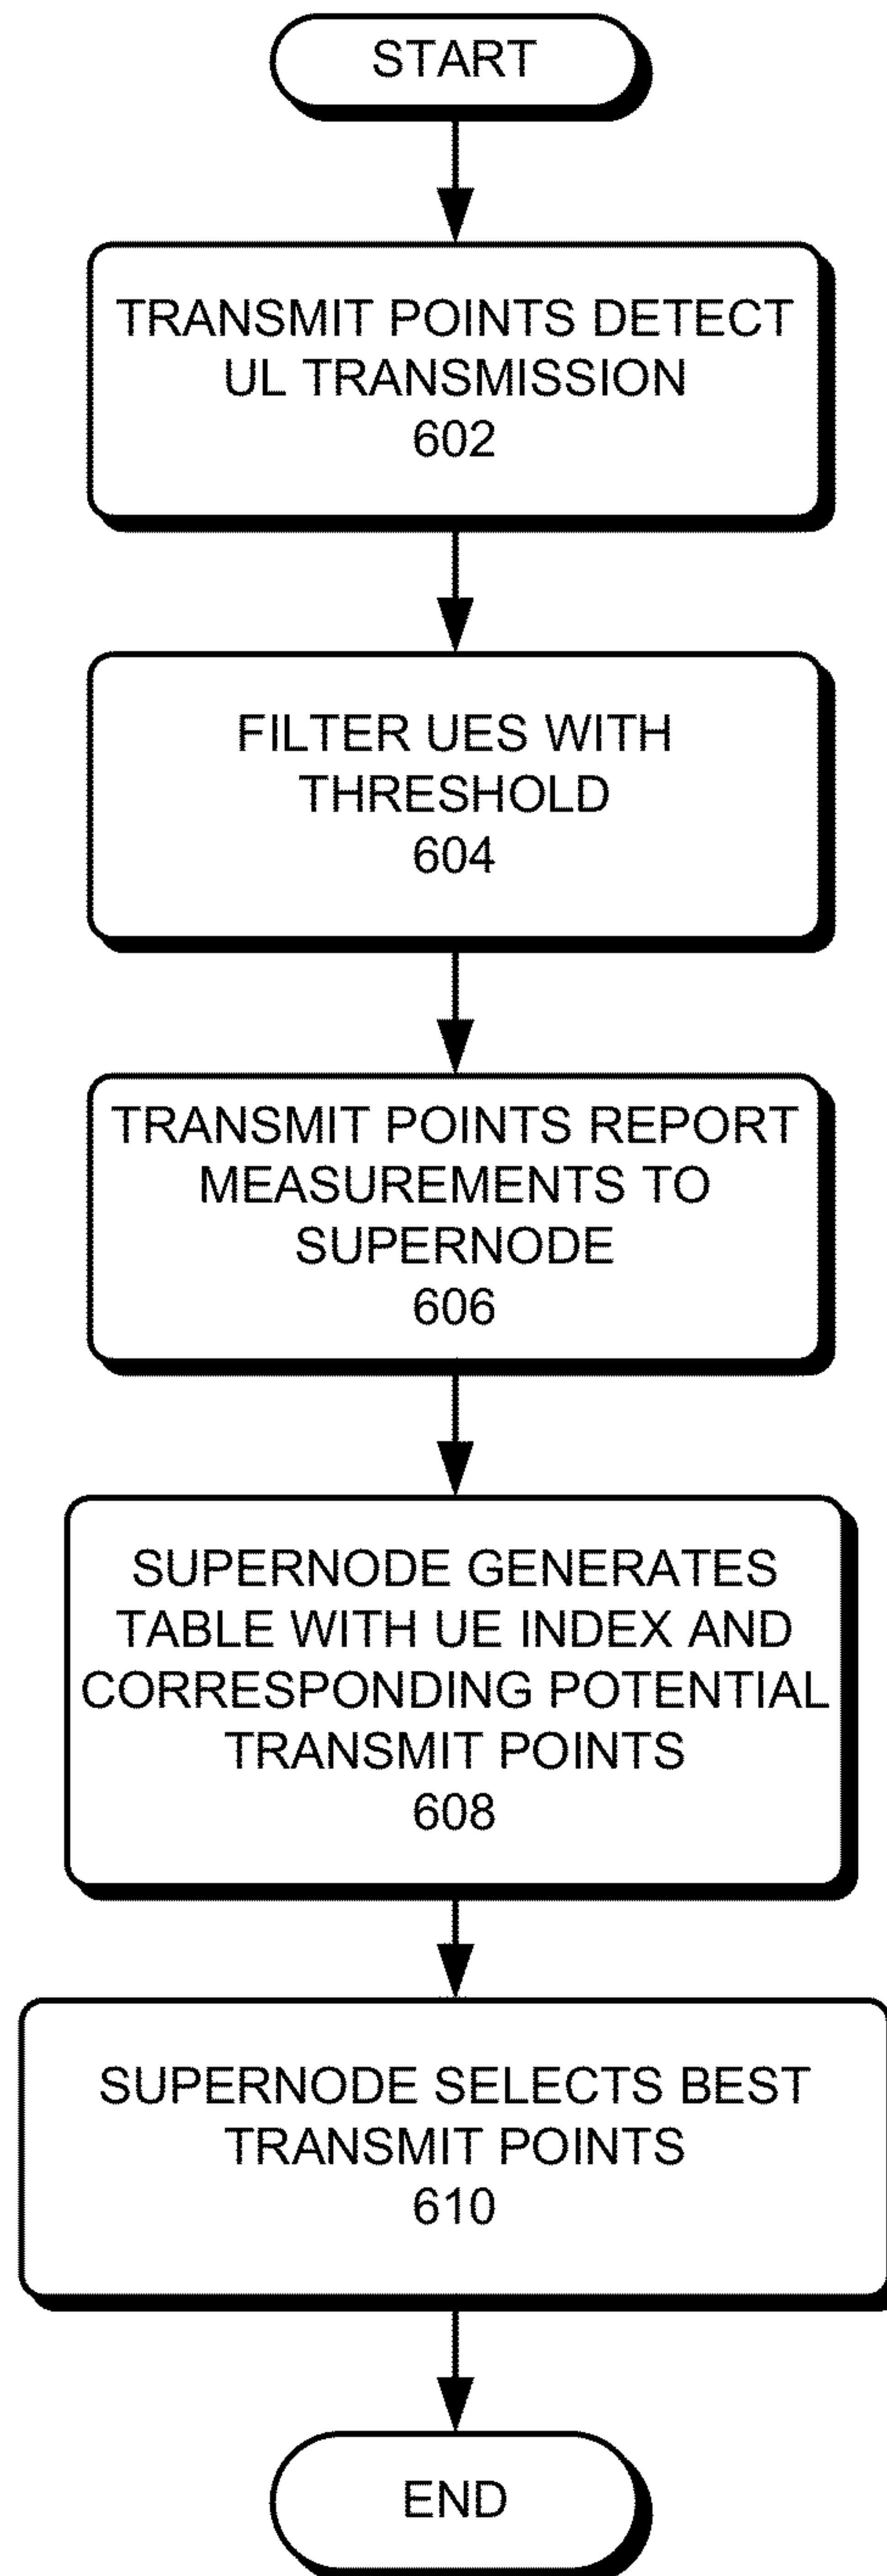 START
TRANSMIT POINTS DETECT
UL TRANSMISSION
602
FILTER UES WITH
THRESHOLD
604
TRANSMIT POINTS REPORT
MEASUREMENTS TO
SUPERNODE
606
SUPERNODE GENERATES
TABLE WITH UE INDEX AND
CORRESPONDING POTENTIAL
TRANSMIT POINTS
608
SUPERNODE SELECTS BEST
TRANSMIT POINTS
610
END